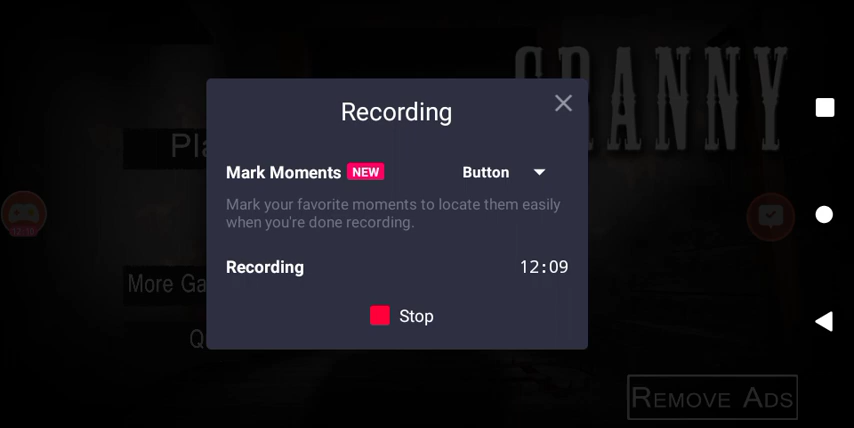 GRANNY
Recording
Mark Moments NEW Button
Mark your favorite moments to locate them easily
when you're done recording.
Recording 12:09
Stop
More Ga
REMOVE ADS